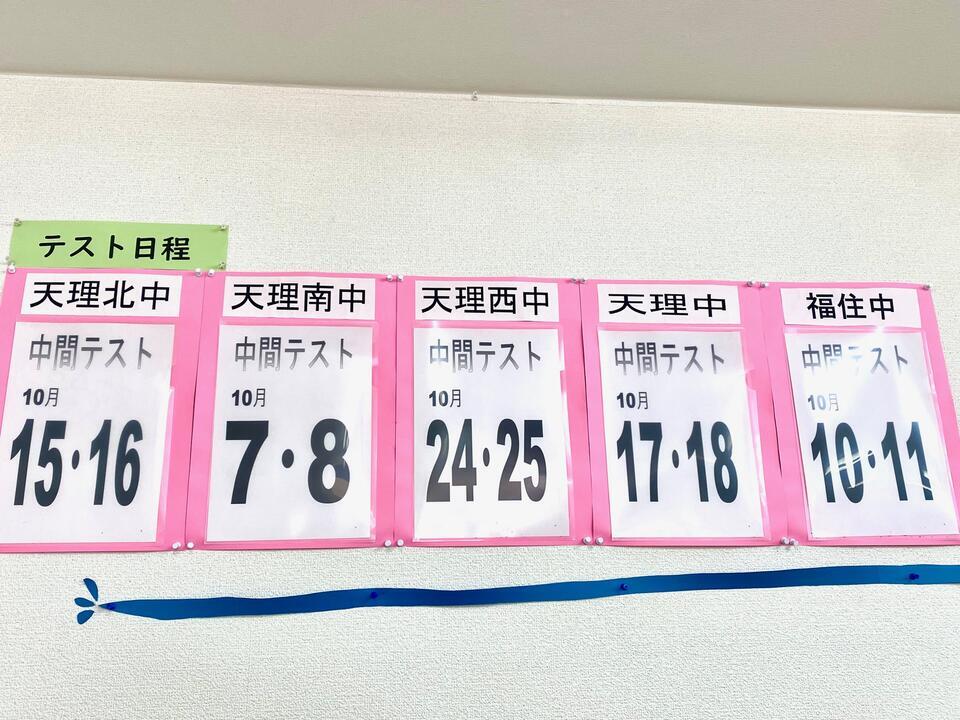 テスト日程
天理北中
中間テスト
10月
15・16
天理南中
中間テスト
10月
7・8
天理西中
中間テスト
10月
24・25
天理中
中間テスト
10月
17・18
福住中
中間テスト
10月
10・11